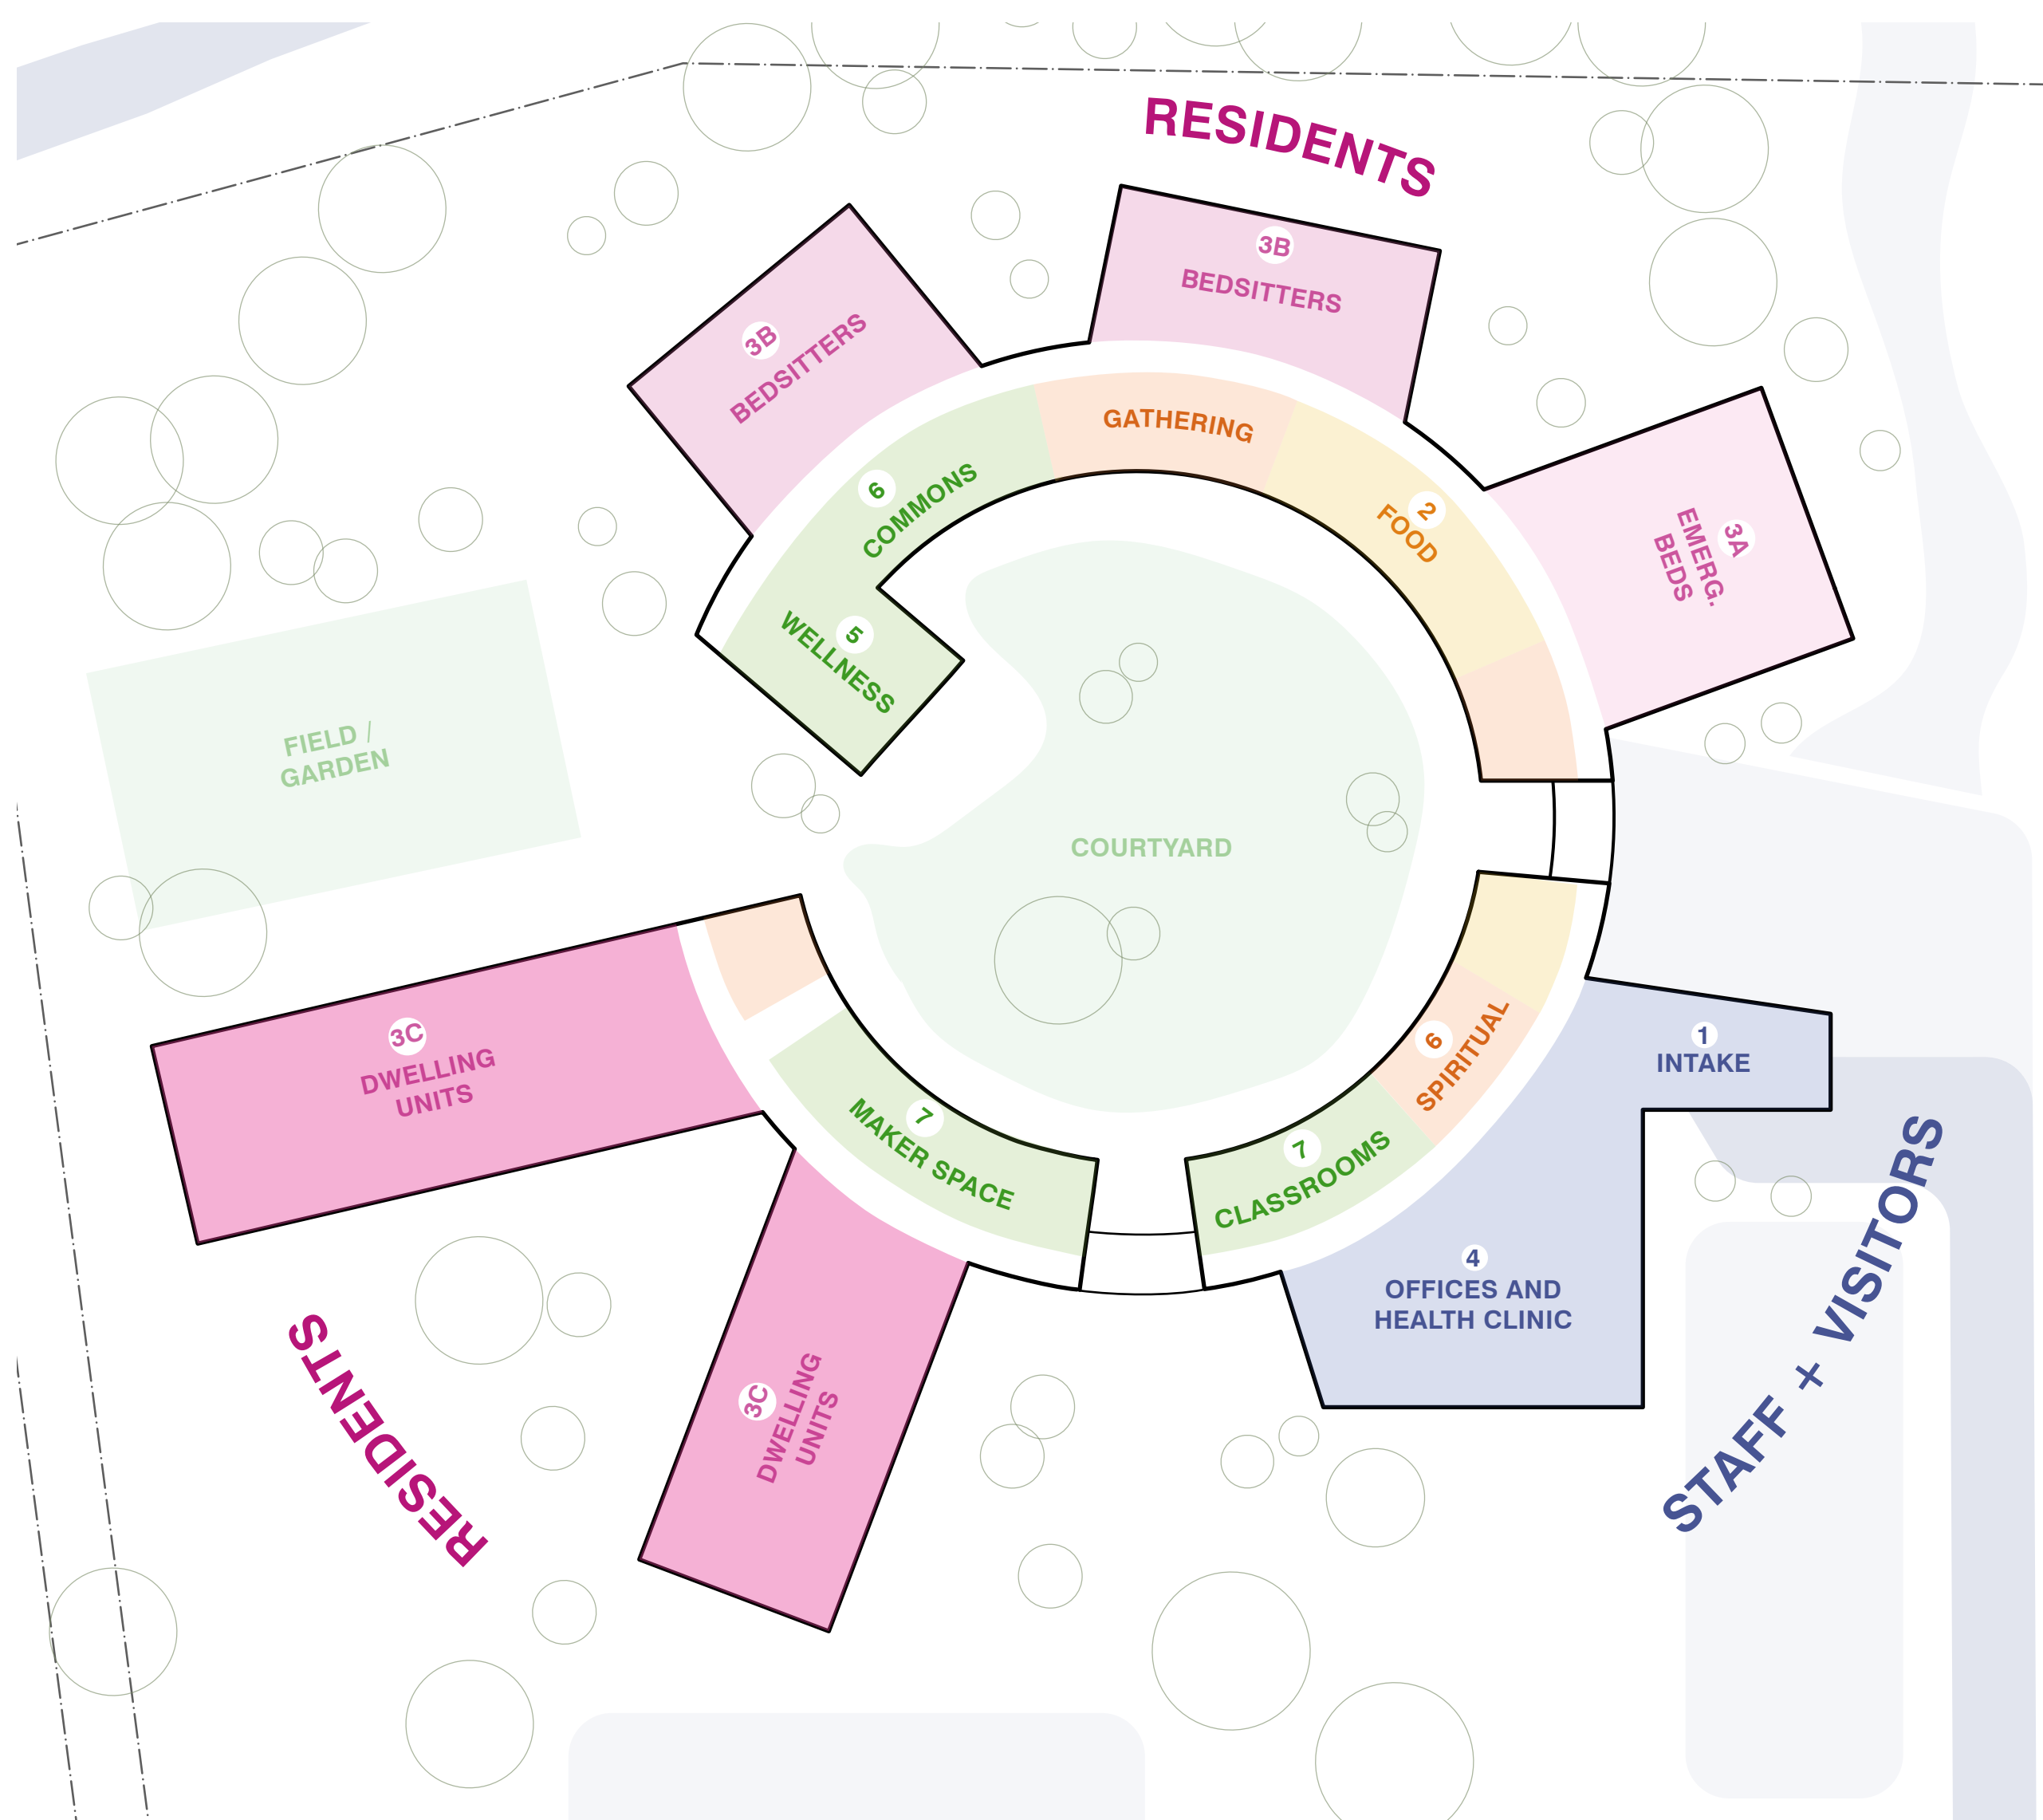 RESIDENTS
3B
BEDSITTERS
3B
BEDSITTERS
GATHERING
6
COMMONS
2
FOOD
3A
EMERG.
BEDS
5
WELLNESS
FIELD /
GARDEN
COURTYARD
3C
DWELLING
UNITS
6
SPIRITUAL
1
INTAKE
7
MAKER SPACE
7
CLASSROOMS
4
OFFICES AND
HEALTH CLINIC
STAFF + VISITORS
RESIDENTS
3C
DWELLING
UNITS